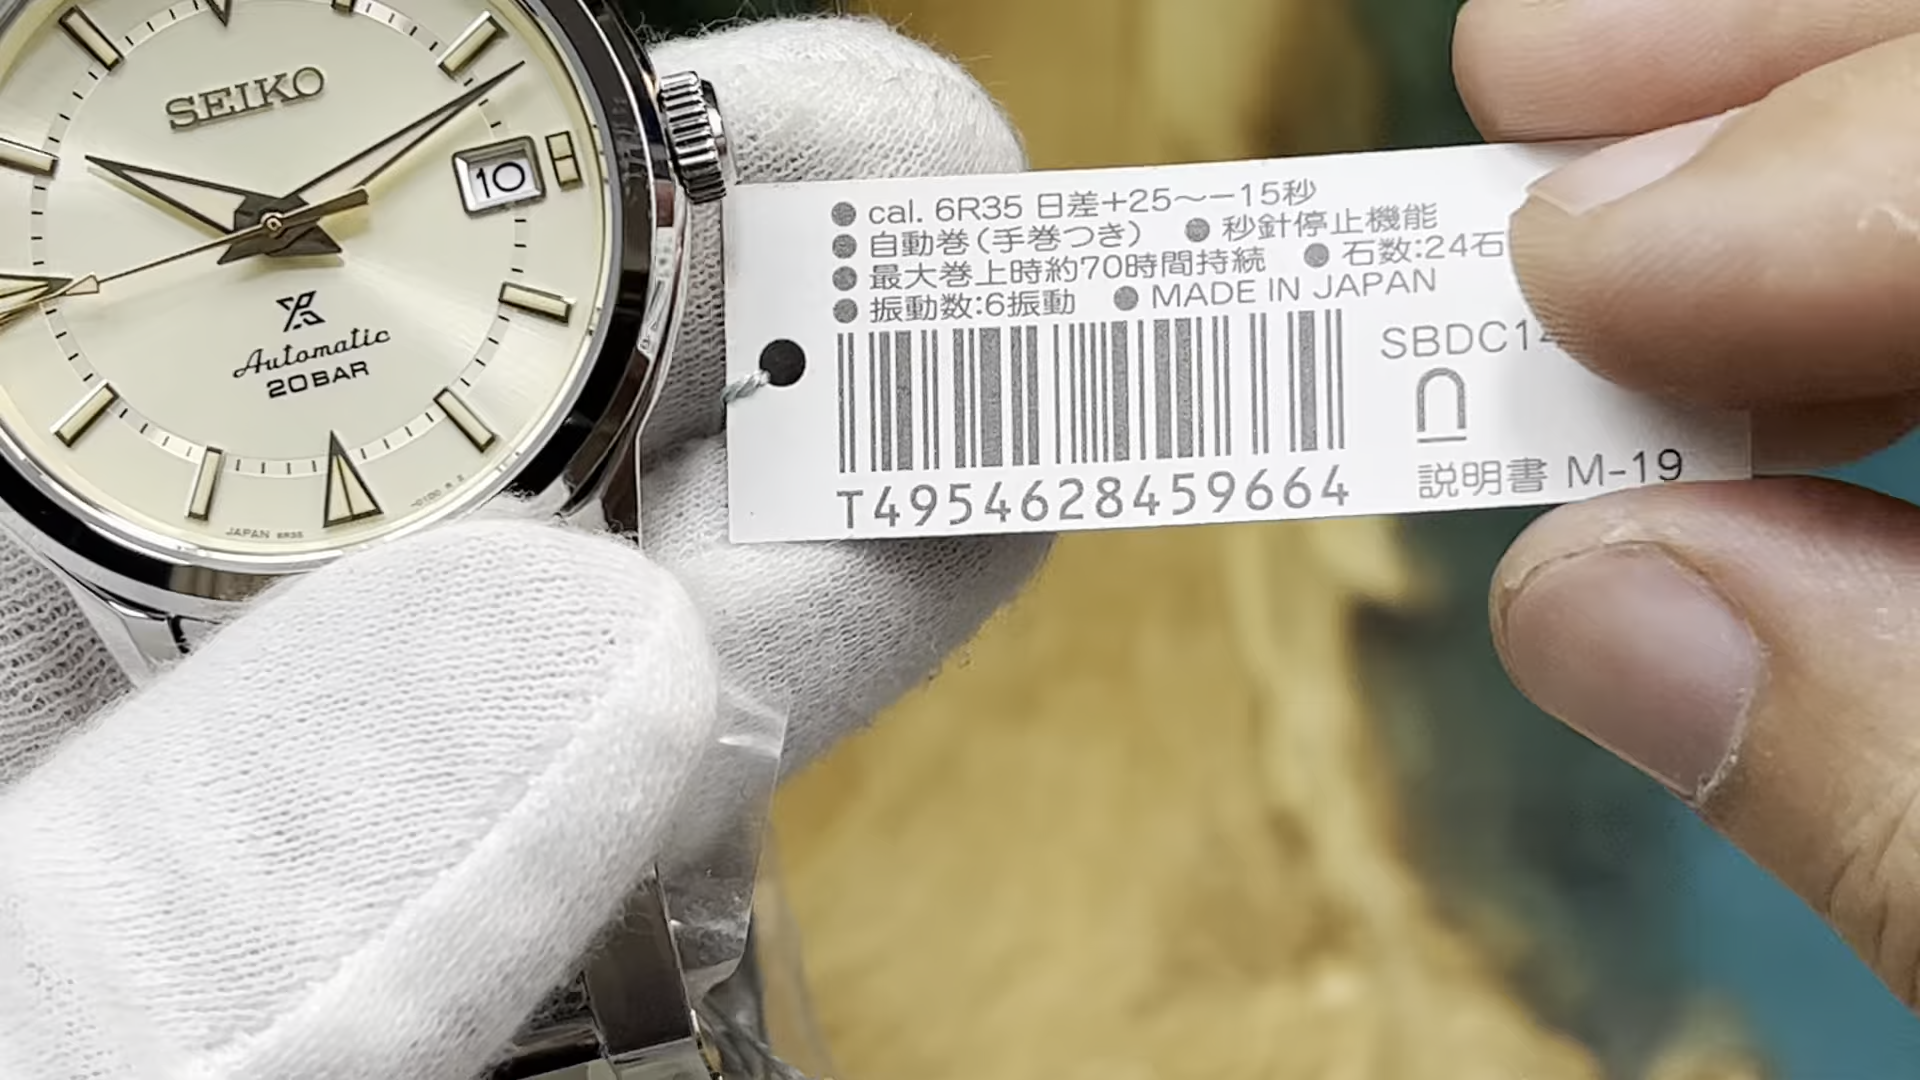 SEIKO
10
Automatic
20BAR
JAPAN 6R35
● cal. 6R35 日差+25〜−15秒
● 自動巻(手巻つき) ● 秒針停止機能
● 最大巻上時約70時間持続 ● 石数:24石
● 振動数:6振動 ● MADE IN JAPAN
SBDC14
T4954628459664
説明書 M-19